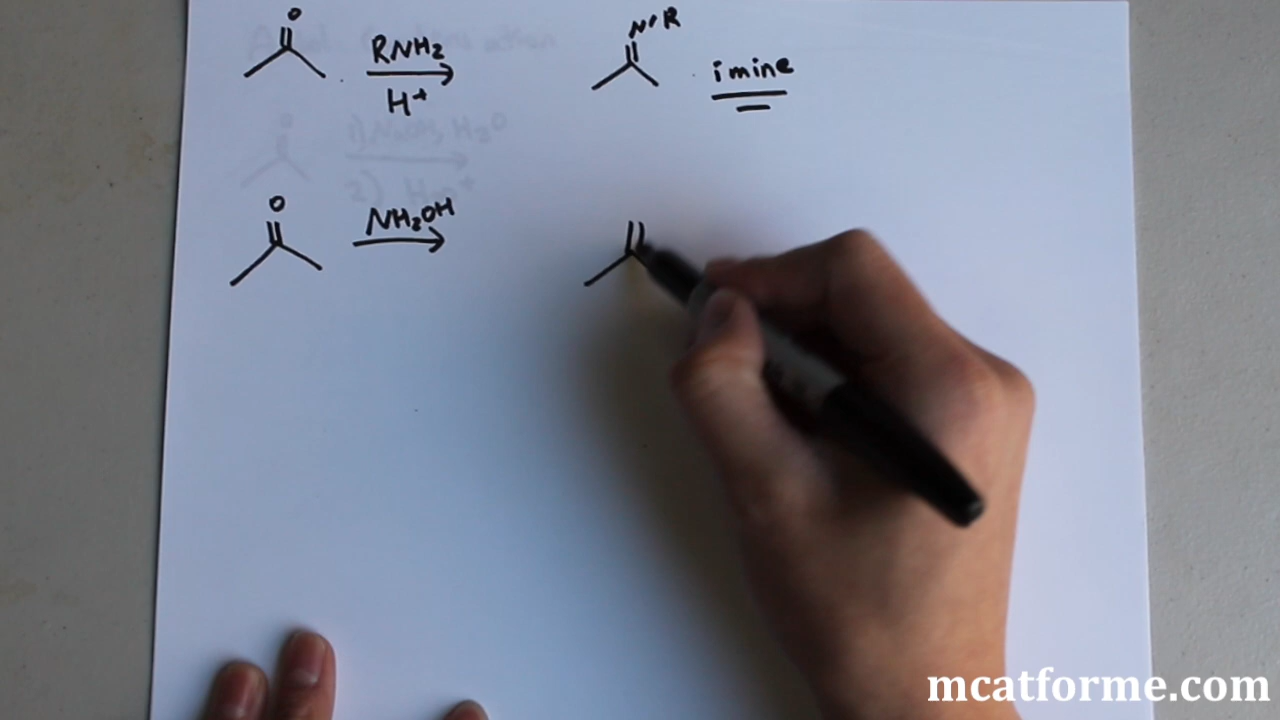 O
RNH₂
H⁺
N R
imine
O
NH₂OH
mcatforme.com